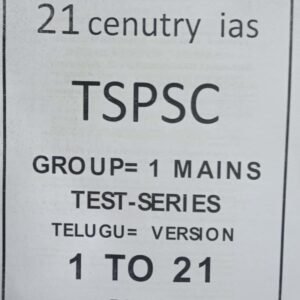 21 cenutry ias
TSPSC
GROUP= 1 MAINS
TEST-SERIES
TELUGU= VERSION
1 TO 21